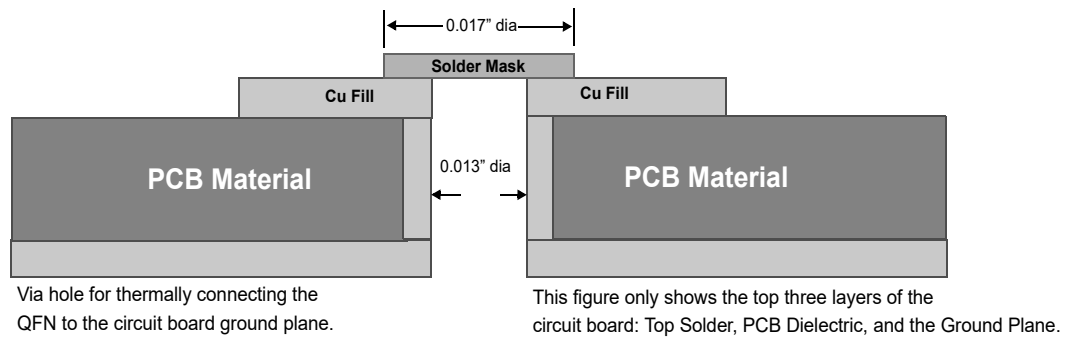 0.017” dia
Solder Mask
Cu Fill
Cu Fill
0.013” dia
PCB Material
PCB Material
Via hole for thermally connecting the
QFN to the circuit board ground plane.
This figure only shows the top three layers of the
circuit board: Top Solder, PCB Dielectric, and the Ground Plane.